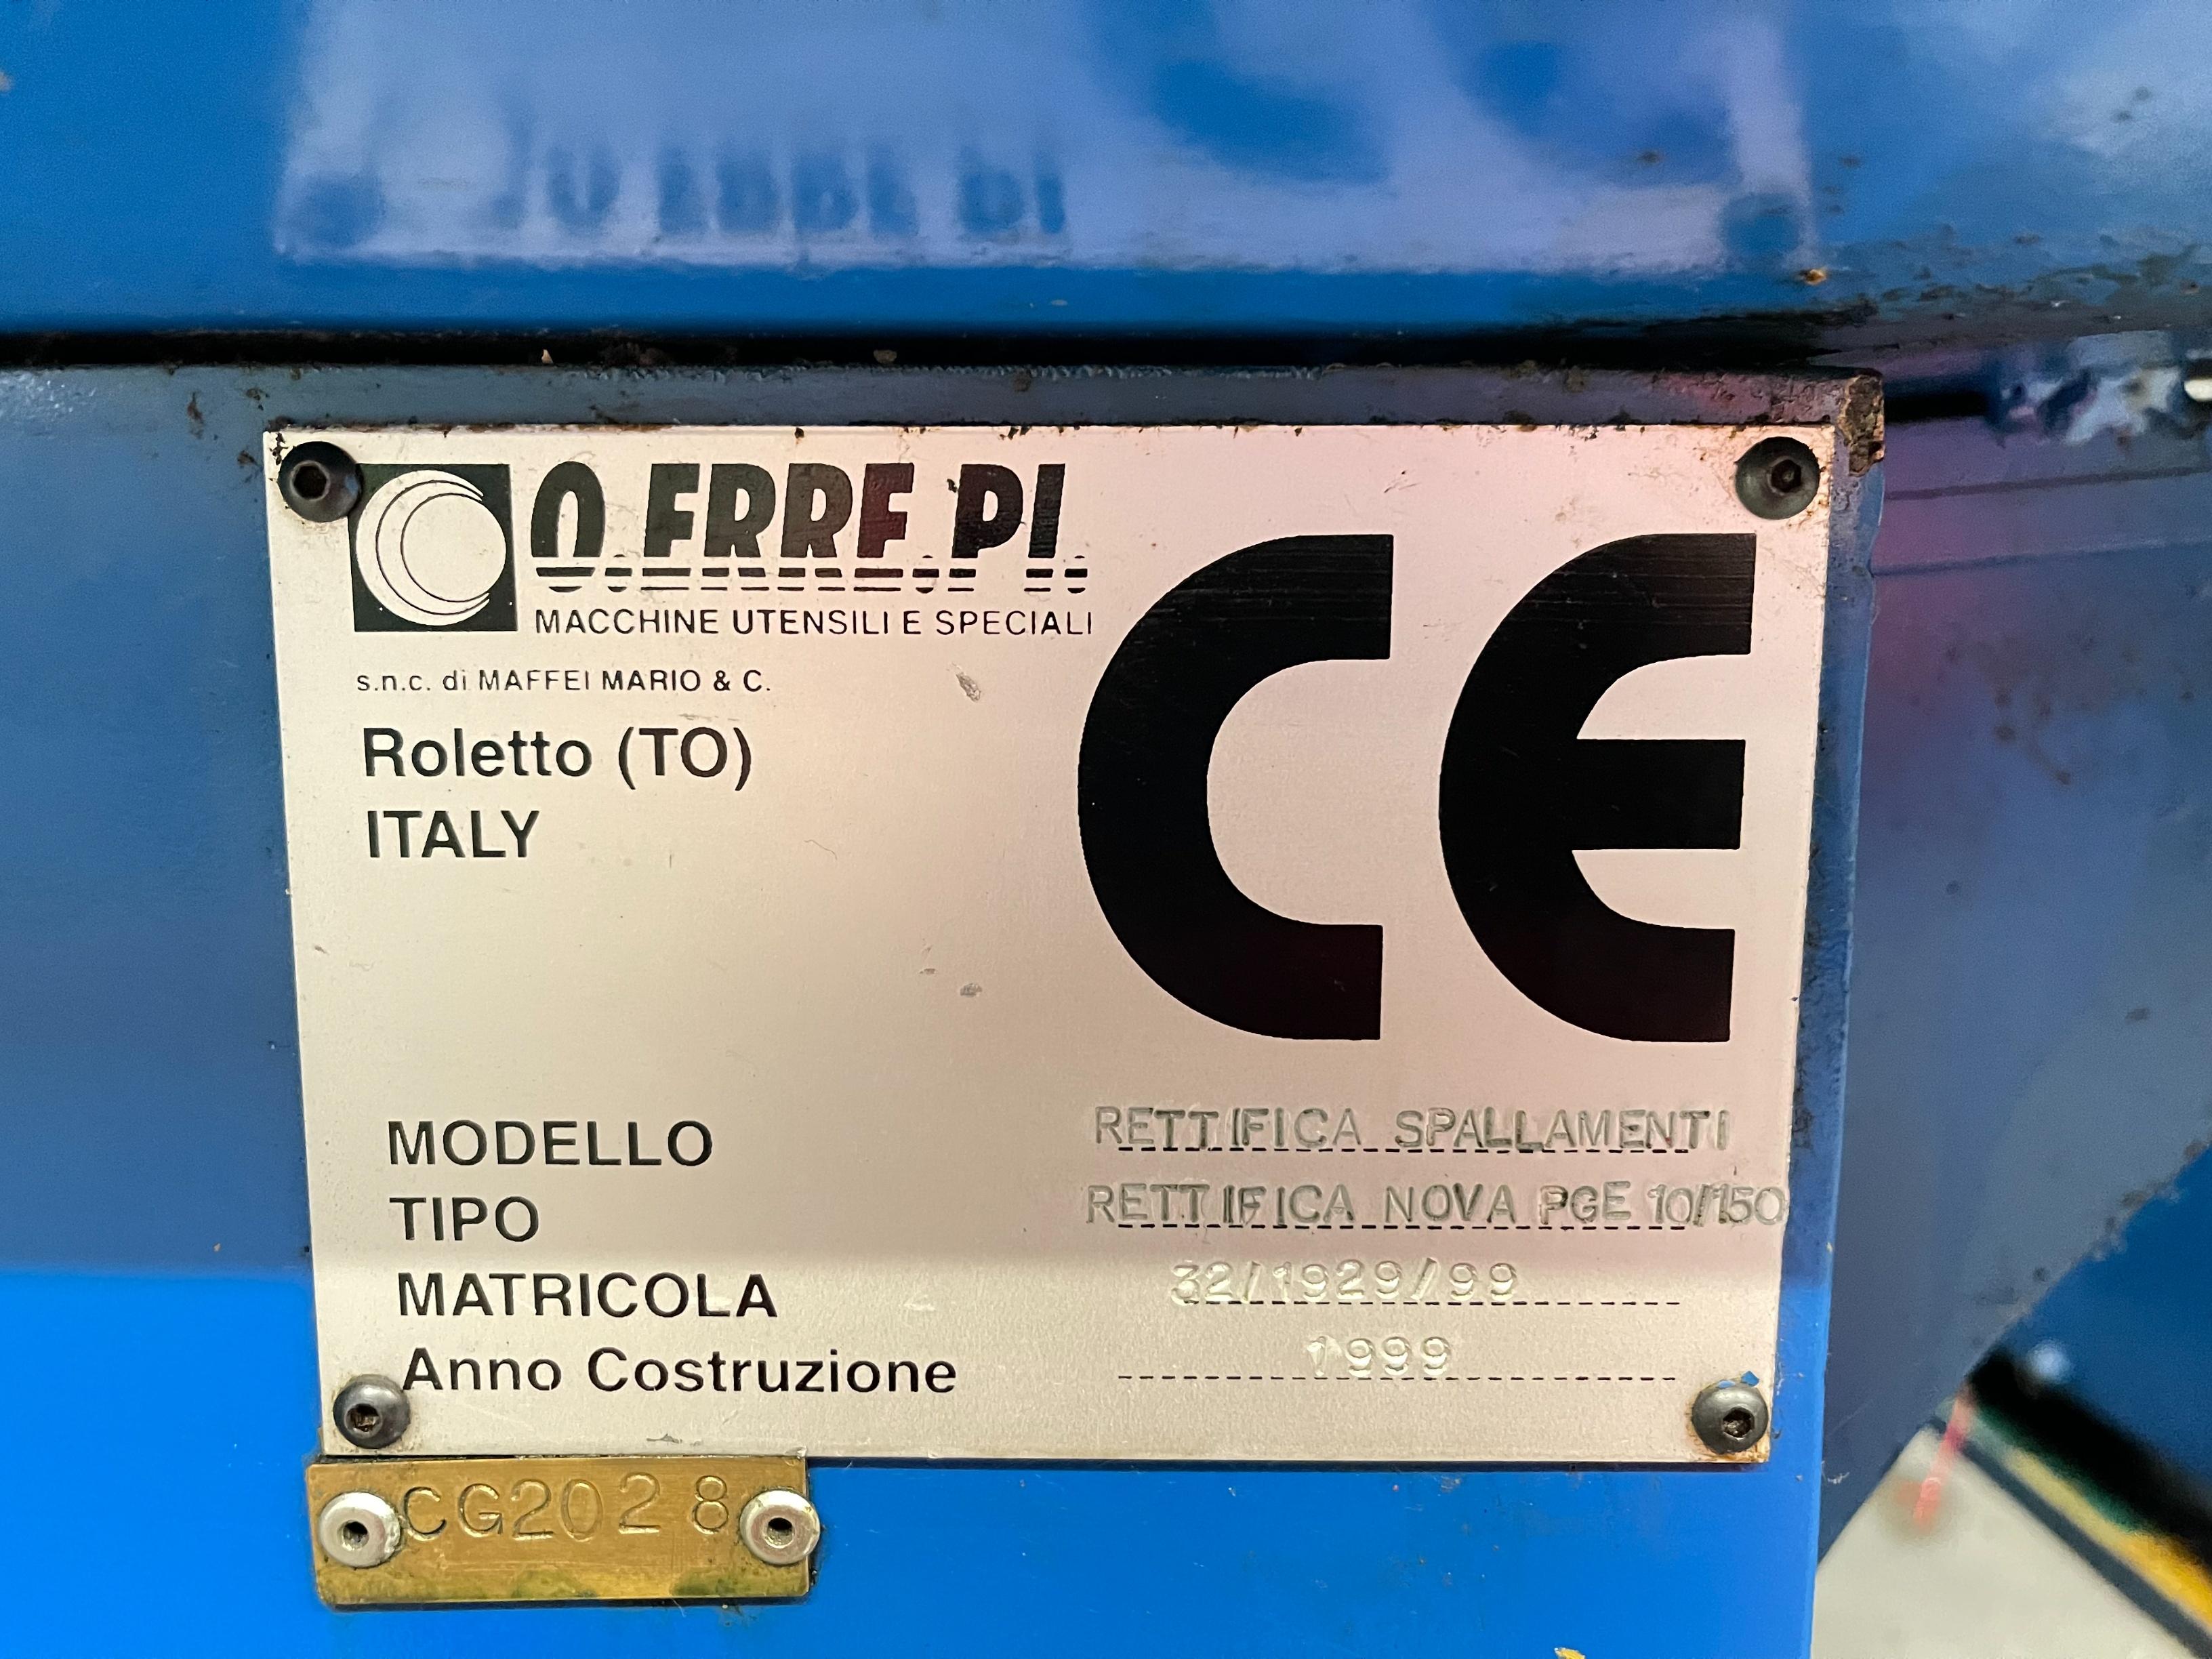 O.ERRE.PI.
MACCHINE UTENSILI E SPECIALI
s.n.c. di MAFFEI MARIO & C.
Roletto (TO)
ITALY
CE
MODELLO RETTIFICA SPALLAMENTI
TIPO RETTIFICA NOVA PGE 10/150
MATRICOLA 32/1929/99
Anno Costruzione 1999
CG2028